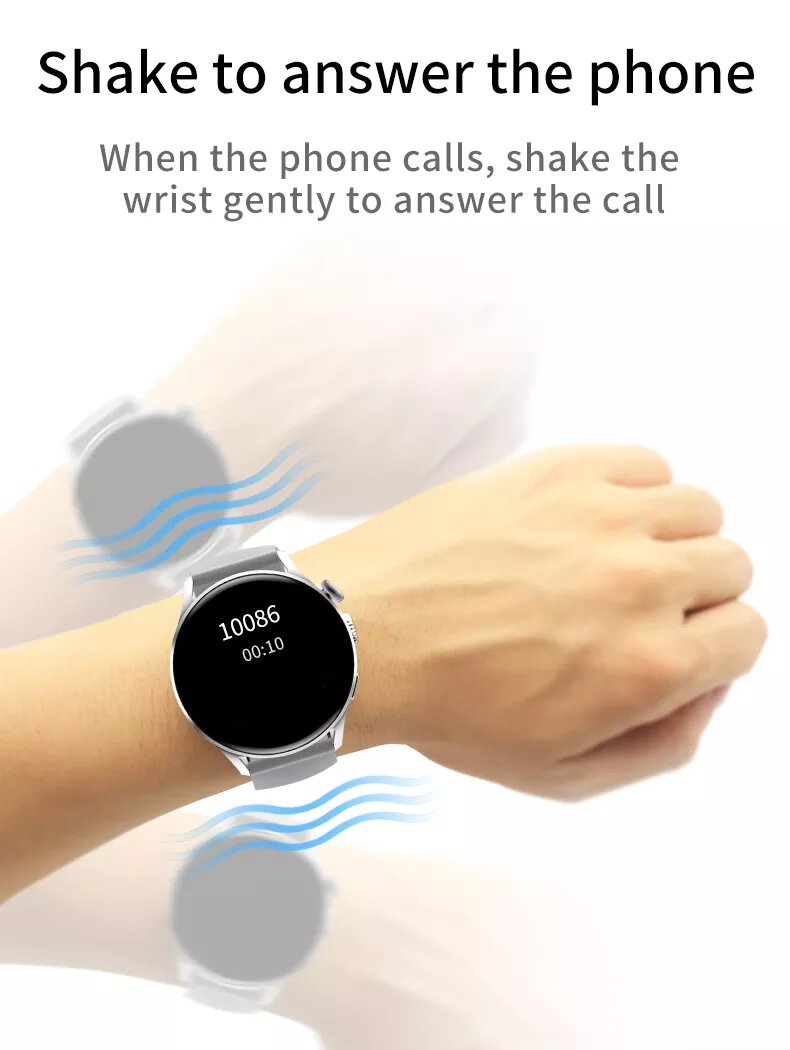 Shake to answer the phone
When the phone calls, shake the
wrist gently to answer the call
10086
00:10